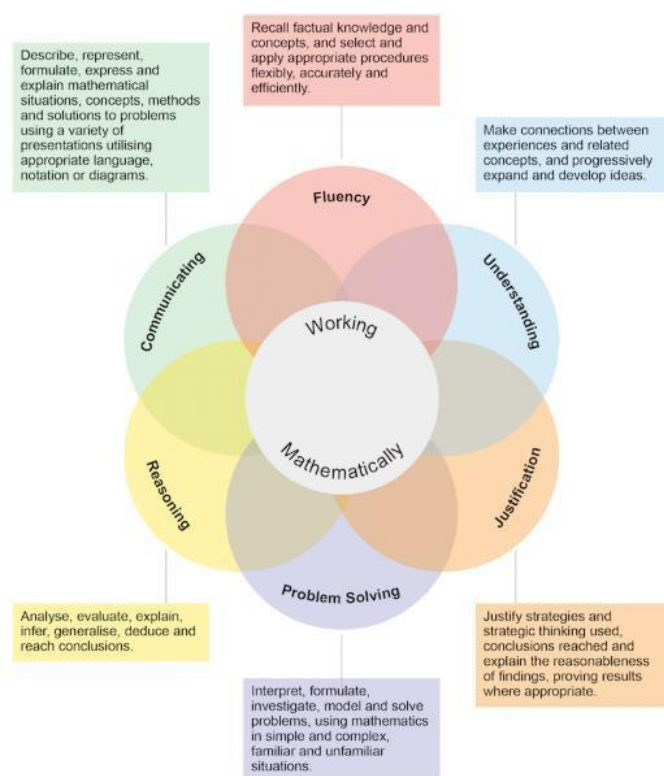 Recall factual knowledge and
concepts, and select and
apply appropriate procedures
flexibly, accurately and
efficiently.
Describe, represent,
formulate, express and
explain mathematical
situations, concepts, methods
and solutions to problems
using a variety of
presentations utilising
appropriate language,
notation or diagrams.
Make connections between
experiences and related
concepts, and progressively
expand and develop ideas.
Fluency
Communicating
Understanding
Working
Mathematically
Reasoning
Justification
Problem Solving
Analyse, evaluate, explain,
infer, generalise, deduce and
reach conclusions.
Justify strategies and
strategic thinking used,
conclusions reached and
explain the reasonableness
of findings, proving results
where appropriate.
Interpret, formulate,
investigate, model and solve
problems, using mathematics
in simple and complex,
familiar and unfamiliar
situations.